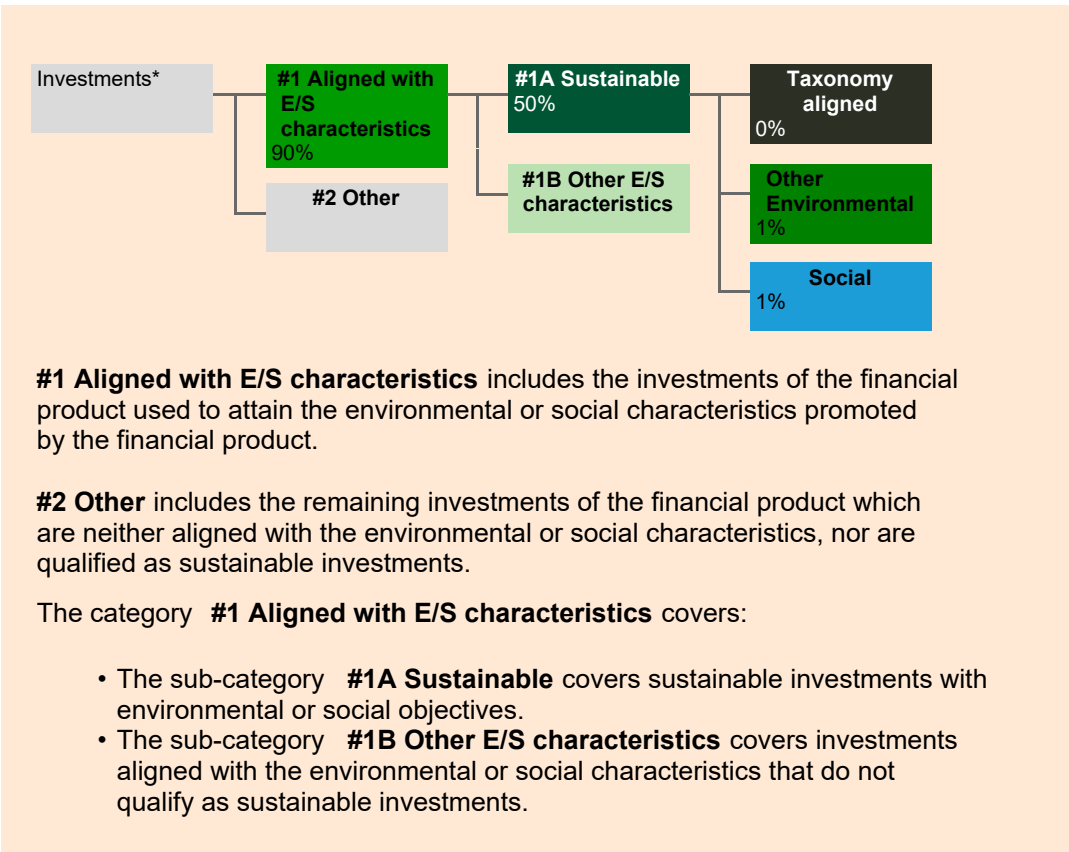 Investments*
#1 Aligned with
E/S
characteristics
90%
#2 Other
#1A Sustainable
50%
#1B Other E/S
characteristics
Taxonomy
aligned
0%
Other
Environmental
1%
Social
1%
#1 Aligned with E/S characteristics includes the investments of the financial
product used to attain the environmental or social characteristics promoted
by the financial product.
#2 Other includes the remaining investments of the financial product which
are neither aligned with the environmental or social characteristics, nor are
qualified as sustainable investments.
The category #1 Aligned with E/S characteristics covers:
• The sub-category #1A Sustainable covers sustainable investments with
environmental or social objectives.
• The sub-category #1B Other E/S characteristics covers investments
aligned with the environmental or social characteristics that do not
qualify as sustainable investments.